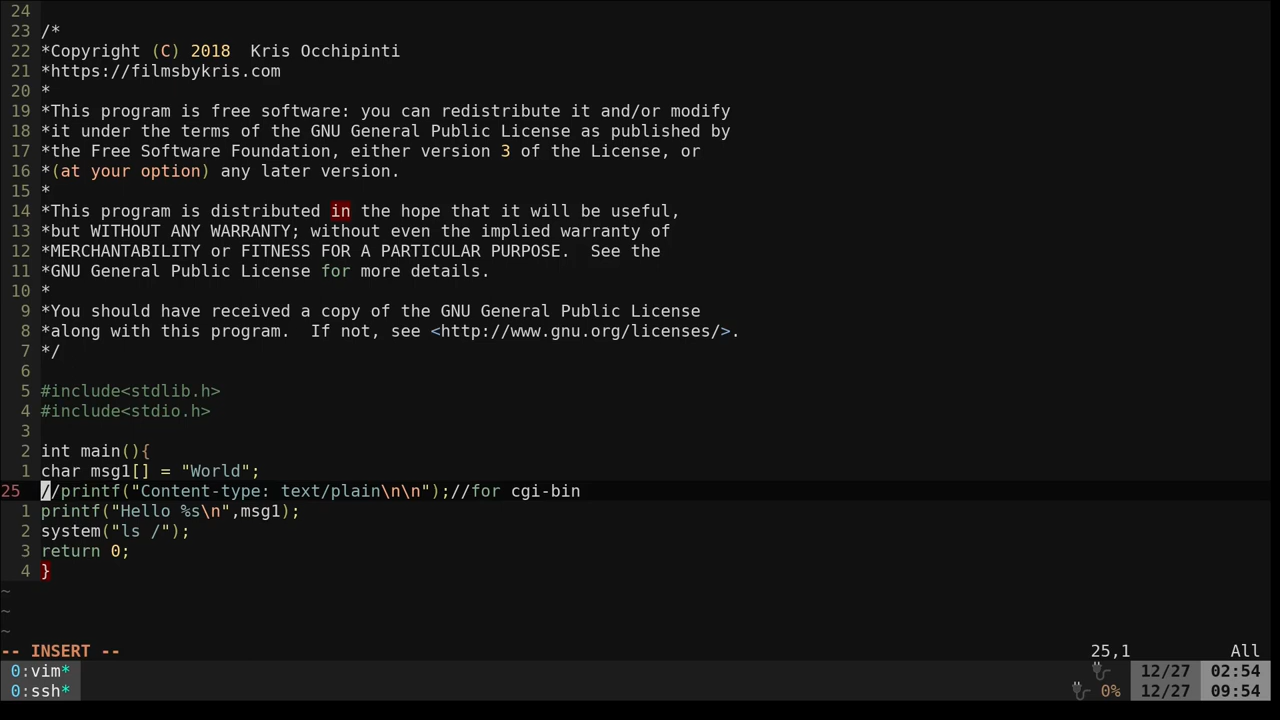 24
23 /*
22 *Copyright (C) 2018  Kris Occhipinti
21 *https://filmsbykris.com
20 *
19 *This program is free software: you can redistribute it and/or modify
18 *it under the terms of the GNU General Public License as published by
17 *the Free Software Foundation, either version 3 of the License, or
16 *(at your option) any later version.
15 *
14 *This program is distributed in the hope that it will be useful,
13 *but WITHOUT ANY WARRANTY; without even the implied warranty of
12 *MERCHANTABILITY or FITNESS FOR A PARTICULAR PURPOSE.  See the
11 *GNU General Public License for more details.
10 *
9 *You should have received a copy of the GNU General Public License
8 *along with this program.  If not, see <http://www.gnu.org/licenses/>.
7 */
6
5 #include<stdlib.h>
4 #include<stdio.h>
3
2 int main(){
1 char msg1[] = "World";
25 //printf("Content-type: text/plain\n\n");//for cgi-bin
1 printf("Hello %s\n",msg1);
2 system("ls /");
3 return 0;
4 }
~
~
~
-- INSERT -- 25,1 All
0:vim* 12/27 02:54
0:ssh* 0% 12/27 09:54